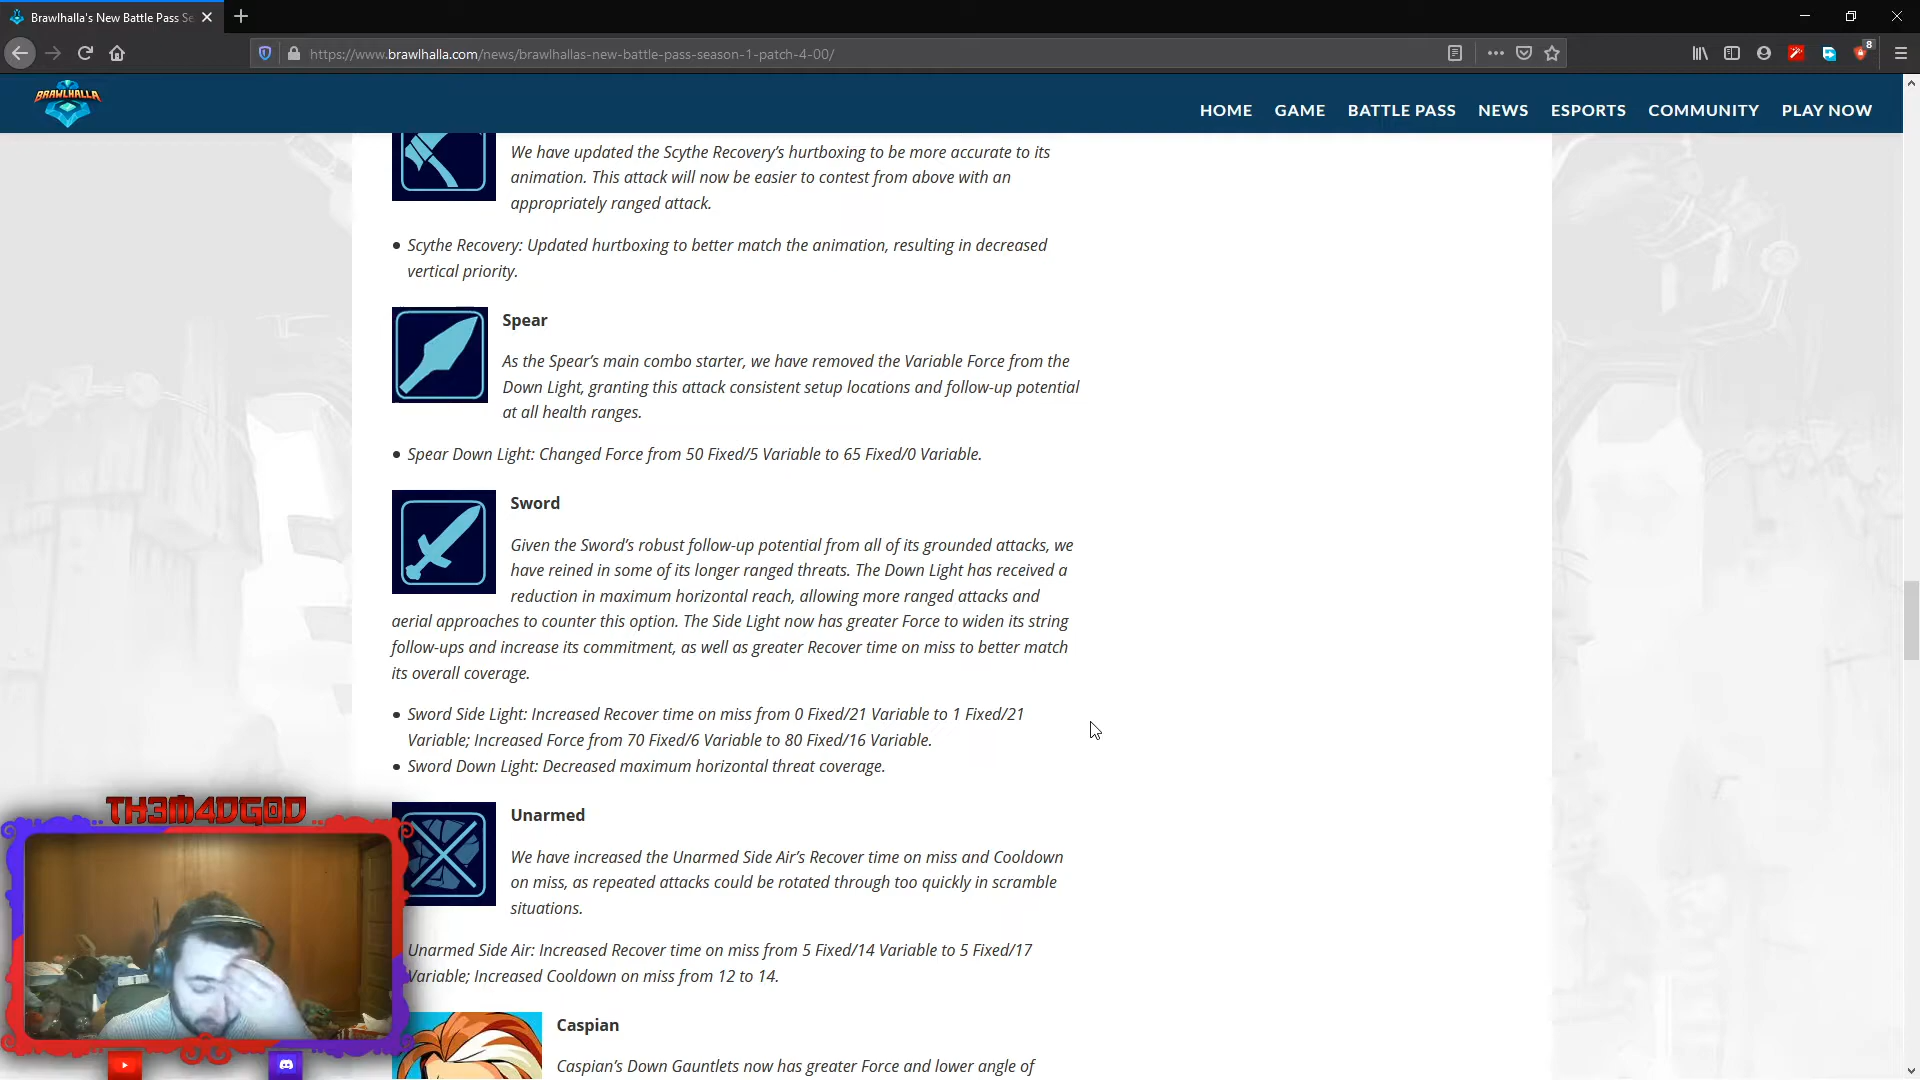 Brawlhalla's New Battle Pass Se
https://www.brawlhalla.com/news/brawlhallas-new-battle-pass-season-1-patch-4-00/
8
BRAWLHALLA
HOME GAME BATTLE PASS NEWS ESPORTS COMMUNITY PLAY NOW
We have updated the Scythe Recovery's hurtboxing to be more accurate to its
animation. This attack will now be easier to contest from above with an
appropriately ranged attack.
Scythe Recovery: Updated hurtboxing to better match the animation, resulting in decreased
vertical priority.
Spear
As the Spear's main combo starter, we have removed the Variable Force from the
Down Light, granting this attack consistent setup locations and follow-up potential
at all health ranges.
Spear Down Light: Changed Force from 50 Fixed/5 Variable to 65 Fixed/0 Variable.
Sword
Given the Sword's robust follow-up potential from all of its grounded attacks, we
have reined in some of its longer ranged threats. The Down Light has received a
reduction in maximum horizontal reach, allowing more ranged attacks and
aerial approaches to counter this option. The Side Light now has greater Force to widen its string
follow-ups and increase its commitment, as well as greater Recover time on miss to better match
its overall coverage.
Sword Side Light: Increased Recover time on miss from 0 Fixed/21 Variable to 1 Fixed/21
Variable; Increased Force from 70 Fixed/6 Variable to 80 Fixed/16 Variable.
Sword Down Light: Decreased maximum horizontal threat coverage.
TH3M4DG0D
Unarmed
We have increased the Unarmed Side Air's Recover time on miss and Cooldown
on miss, as repeated attacks could be rotated through too quickly in scramble
situations.
Unarmed Side Air: Increased Recover time on miss from 5 Fixed/14 Variable to 5 Fixed/17
Variable; Increased Cooldown on miss from 12 to 14.
Caspian
Caspian's Down Gauntlets now has greater Force and lower angle of